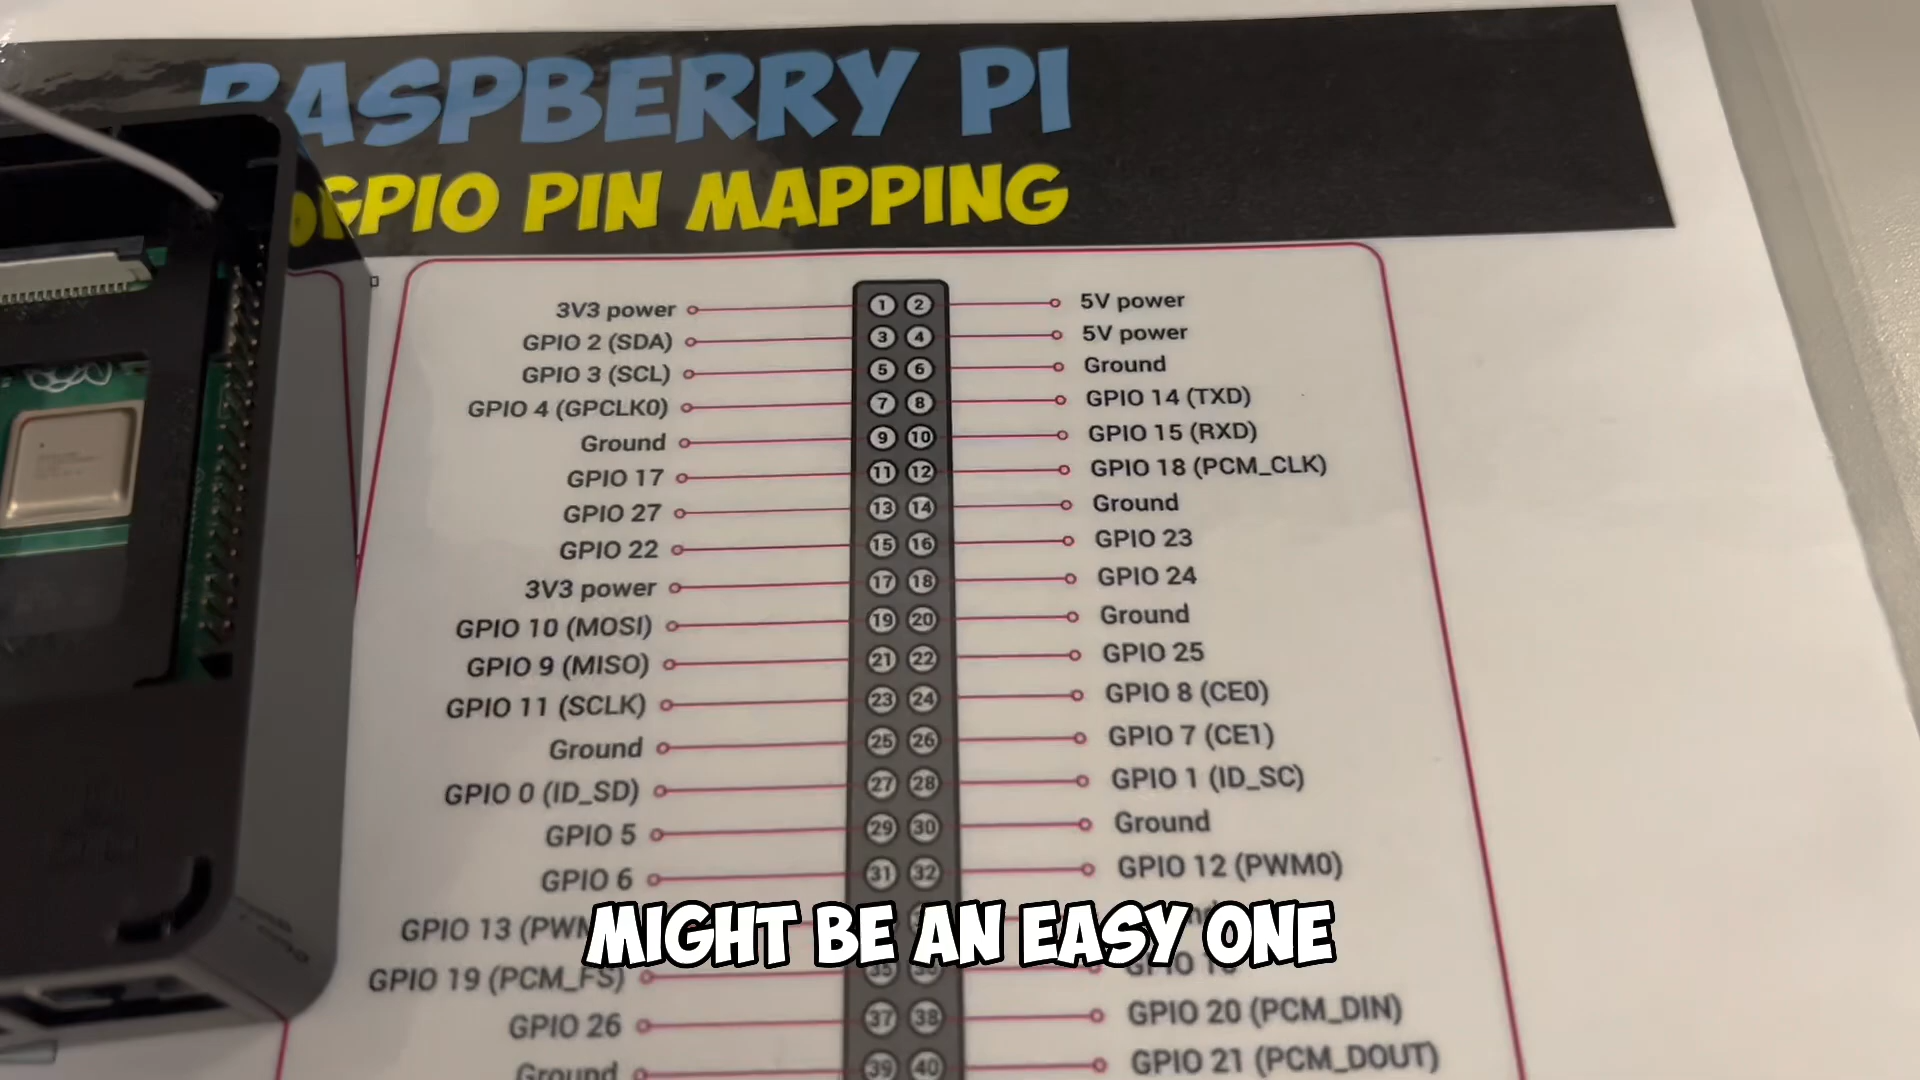 RASPBERRY PI
GPIO PIN MAPPING
3V3 power 1 2 5V power
GPIO 2 (SDA) 3 4 5V power
GPIO 3 (SCL) 5 6 Ground
GPIO 4 (GPCLK0) 7 8 GPIO 14 (TXD)
Ground 9 10 GPIO 15 (RXD)
GPIO 17 11 12 GPIO 18 (PCM_CLK)
GPIO 27 13 14 Ground
GPIO 22 15 16 GPIO 23
3V3 power 17 18 GPIO 24
GPIO 10 (MOSI) 19 20 Ground
GPIO 9 (MISO) 21 22 GPIO 25
GPIO 11 (SCLK) 23 24 GPIO 8 (CE0)
Ground 25 26 GPIO 7 (CE1)
GPIO 0 (ID_SD) 27 28 GPIO 1 (ID_SC)
GPIO 5 29 30 Ground
GPIO 6 31 32 GPIO 12 (PWM0)
GPIO 13
MIGHT BE AN EASY ONE
GPIO 19 (PCM_FS) 35
GPIO 26 37 38 GPIO 20 (PCM_DIN)
Ground 39 40 GPIO 21 (PCM_DOUT)